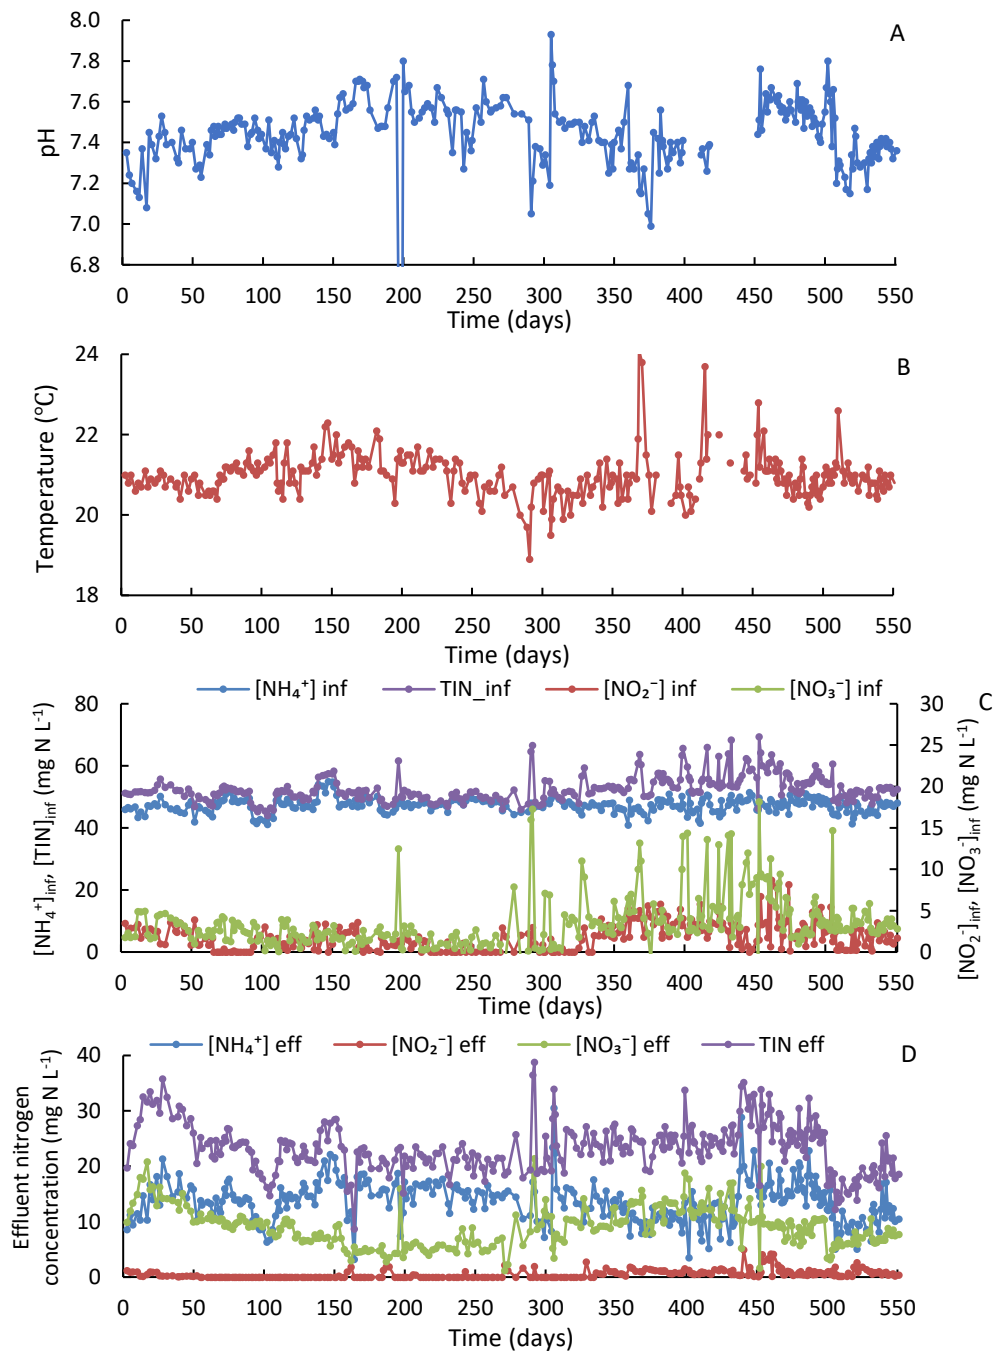 A
8.0
7.8
7.6
7.4
7.2
7.0
6.8
pH
0 50 100 150 200 250 300 350 400 450 500 550
Time (days)
B
24
22
20
18
Temperature (°C)
0 50 100 150 200 250 300 350 400 450 500 550
Time (days)
[NH₄⁺] inf TIN_inf [NO₂⁻] inf [NO₃⁻] inf
C
80
60
40
20
0
[NH₄⁺]inf, [TIN]inf (mg N L⁻¹)
30
25
20
15
10
5
0
[NO₂⁻]inf, [NO₃⁻]inf (mg N L⁻¹)
0 50 100 150 200 250 300 350 400 450 500 550
Time (days)
[NH₄⁺] eff [NO₂⁻] eff [NO₃⁻] eff TIN eff
D
40
30
20
10
0
Effluent nitrogen
concentration (mg N L⁻¹)
0 50 100 150 200 250 300 350 400 450 500 550
Time (days)